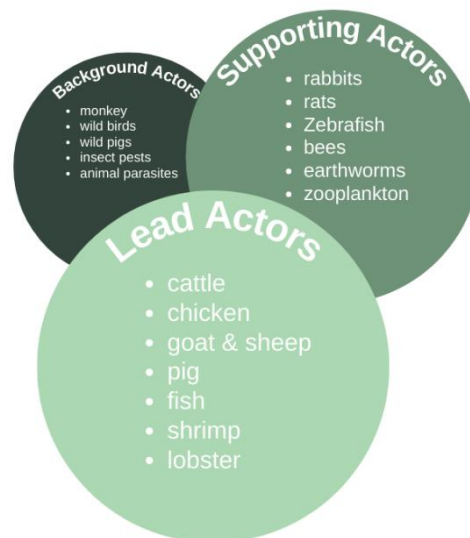 Background Actors
• monkey
• wild birds
• wild pigs
• insect pests
• animal parasites
Supporting Actors
• rabbits
• rats
• Zebrafish
• bees
• earthworms
• zooplankton
Lead Actors
• cattle
• chicken
• goat & sheep
• pig
• fish
• shrimp
• lobster